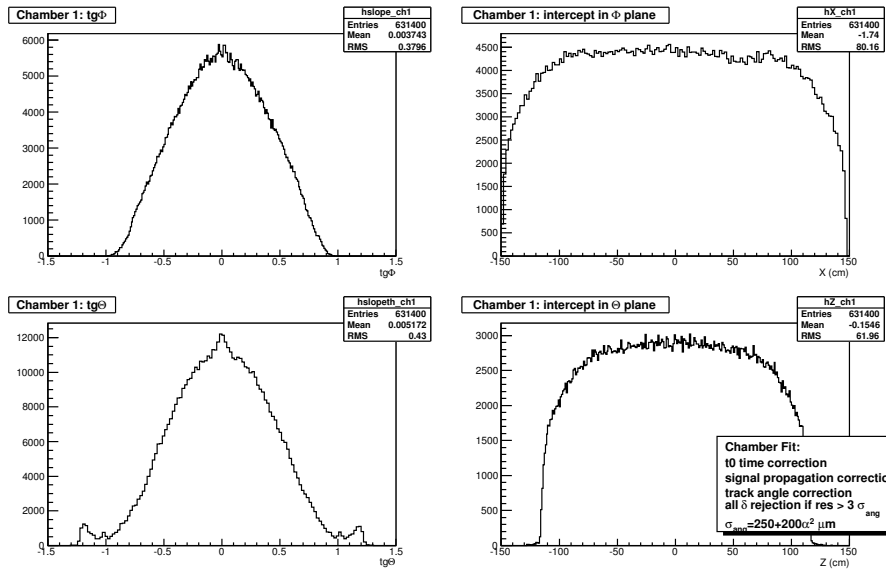 Chamber 1: tgΦ
hslope_ch1
Entries 631400
Mean 0.003743
RMS 0.3796
6000
5000
4000
3000
2000
1000
0
-1.5 -1 -0.5 0 0.5 1 1.5
tgΦ
Chamber 1: intercept in Φ plane
hX_ch1
Entries 631400
Mean -1.74
RMS 80.16
4500
4000
3500
3000
2500
2000
1500
1000
500
0
-150 -100 -50 0 50 100 150
X (cm)
Chamber 1: tgΘ
hslopeth_ch1
Entries 631400
Mean 0.005172
RMS 0.43
12000
10000
8000
6000
4000
2000
0
-1.5 -1 -0.5 0 0.5 1 1.5
tgΘ
Chamber 1: intercept in Θ plane
hZ_ch1
Entries 631400
Mean -0.1546
RMS 61.96
3000
2500
2000
1500
1000
500
0
-150 -100 -50 0 50 100 150
Z (cm)
Chamber Fit:
t0 time correction
signal propagation correctio
track angle correction
all δ rejection if res > 3 σ_ang
σ_ang=250+200α² μm